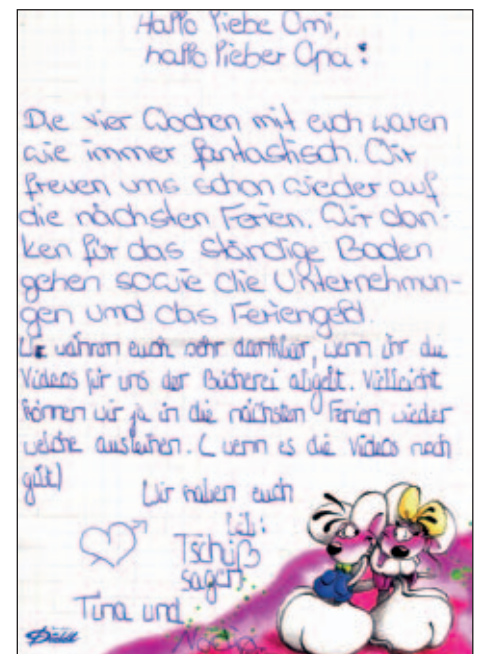 Hallo liebe Omi,
hallo lieber Opa!
Die vier Wochen mit euch waren
wie immer fantastisch. Wir
freuen uns schon wieder auf
die nächsten Ferien. Wir dan-
ken für das ständige Baden
gehen sowie die Unternehmun-
gen und das Feriengeld.
Wir währen euch sehr dankbar, wenn ihr die
Videos für uns der Bücherei abgebt. Vielleicht
können wir ja in die nächsten Ferien wieder
welche ausleihen. (wenn es die Videos noch
gibt)
Wir haben euch
lieb:
Tschüß
sagen
Tina und
Diddl